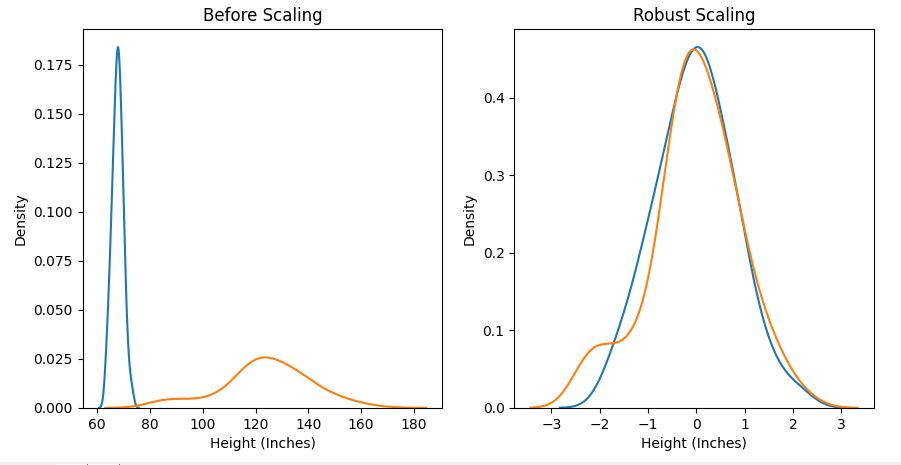 Before Scaling
0.175
0.150
0.125
0.100
0.075
0.050
0.025
0.000
Density
60 80 100 120 140 160 180
Height (Inches)
Robust Scaling
0.4
0.3
0.2
0.1
0.0
Density
−3 −2 −1 0 1 2 3
Height (Inches)